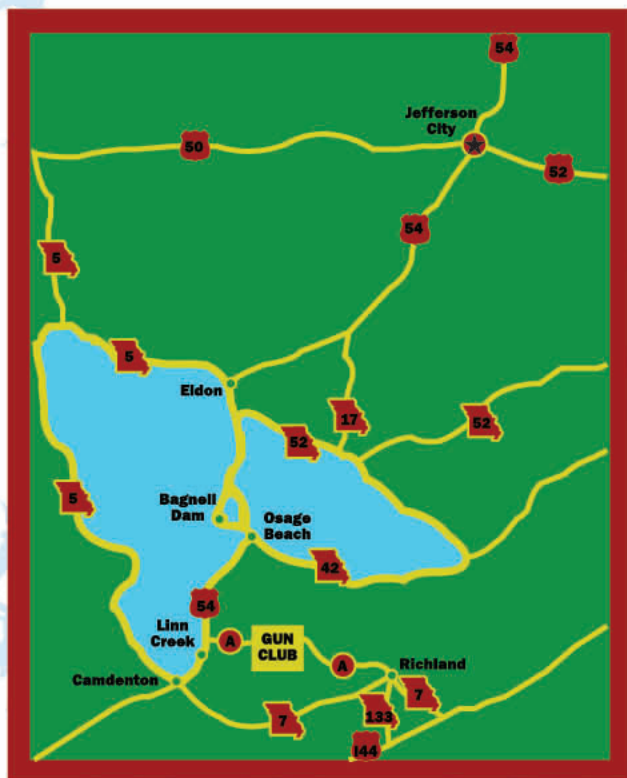 54
Jefferson
City
50
52
54
5
5
Eldon
17
52
52
5
Bagnell
Dam
Osage
Beach
42
54
Linn
Creek
A
GUN
CLUB
A
Richland
Camdenton
7
7
133
I44